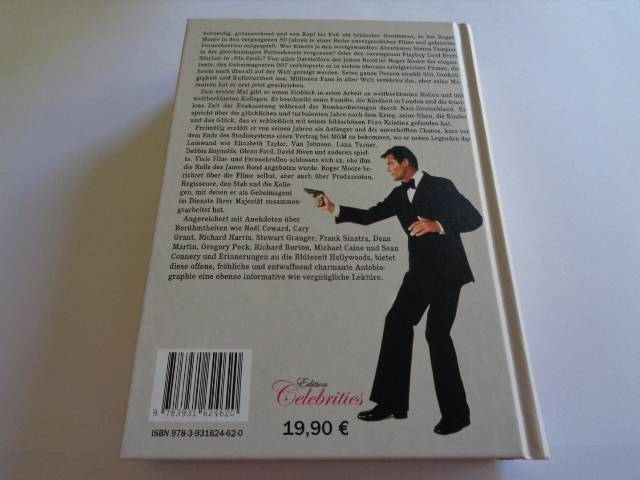 Schneidig, gutaussehend und von Kopf bis Fuß ein britischer Gentleman, so hat Roger
Moore in den vergangenen 50 Jahren in einer Reihe unvergesslicher Filme und gefeierter
Fernsehserien mitgespielt. Wer könnte je den wortgewandten Abenteurer Simon Templar
in der gleichnamigen Fernsehserie vergessen? Oder den verwegenen Playboy Lord Brett
Sinclair in »Die Zwei«? Von allen Darstellern des James Bond ist Roger Moore der elegan-
teste, den Geheimagenten 007 verkörperte er in sieben überaus erfolgreichen Filmen, die
heute noch überall auf der Welt gezeigt werden. Seine ganze Person strahlt Stil, Großzü-
gigkeit und Kultiviertheit aus; Millionen Fans in aller Welt verehren ihn, aber seine Me-
moiren hat er erst jetzt geschrieben.
Zum ersten Mal gibt er einen Einblick in seine Arbeit an weltberühmten Rollen und mit
weltberühmten Kollegen. Er beschreibt seine Familie, die Kindheit in London und die trost-
lose Zeit der Evakuierung während der Bombardierungen durch Nazi-Deutschland. Er
spricht über die glücklichen und turbulenten Jahre nach dem Krieg, seine Ehen, die Kinder
und das Glück, das er schließlich mit seiner bildschönen Frau Kristina gefunden hat.
Freimütig erzählt er von seinen Jahren als Anfänger und der unverhofften Chance, kurz vor
dem Ende des Studiosystems einen Vertrag bei MGM zu bekommen, wo er neben Legenden der
Leinwand wie Elizabeth Taylor, Van Johnson, Lana Turner,
Debbie Reynolds, Glenn Ford, David Niven und anderen spiel-
te. Viele Film- und Fernsehrollen schlossen sich an, ehe ihm
die Rolle des James Bond angeboten wurde. Roger Moore be-
richtet über die Filme selbst, aber auch über Produzenten,
Regisseure, den Stab und die Kolle-
gen, mit denen er als Geheimagent
im Dienste Ihrer Majestät zusammen-
gearbeitet hat.
Angereichert mit Anekdoten über
Berühmtheiten wie Noël Coward, Cary
Grant, Richard Harris, Stewart Granger, Frank Sinatra, Dean
Martin, Gregory Peck, Richard Burton, Michael Caine und Sean
Connery und Erinnerungen an die Blütezeit Hollywoods, bietet
diese offene, fröhliche und entwaffnend charmante Autobio-
graphie eine ebenso informative wie vergnügliche Lektüre.
9 783931 624620
ISBN 978-3-931624-62-0
Edition
Celebrities
19,90 €